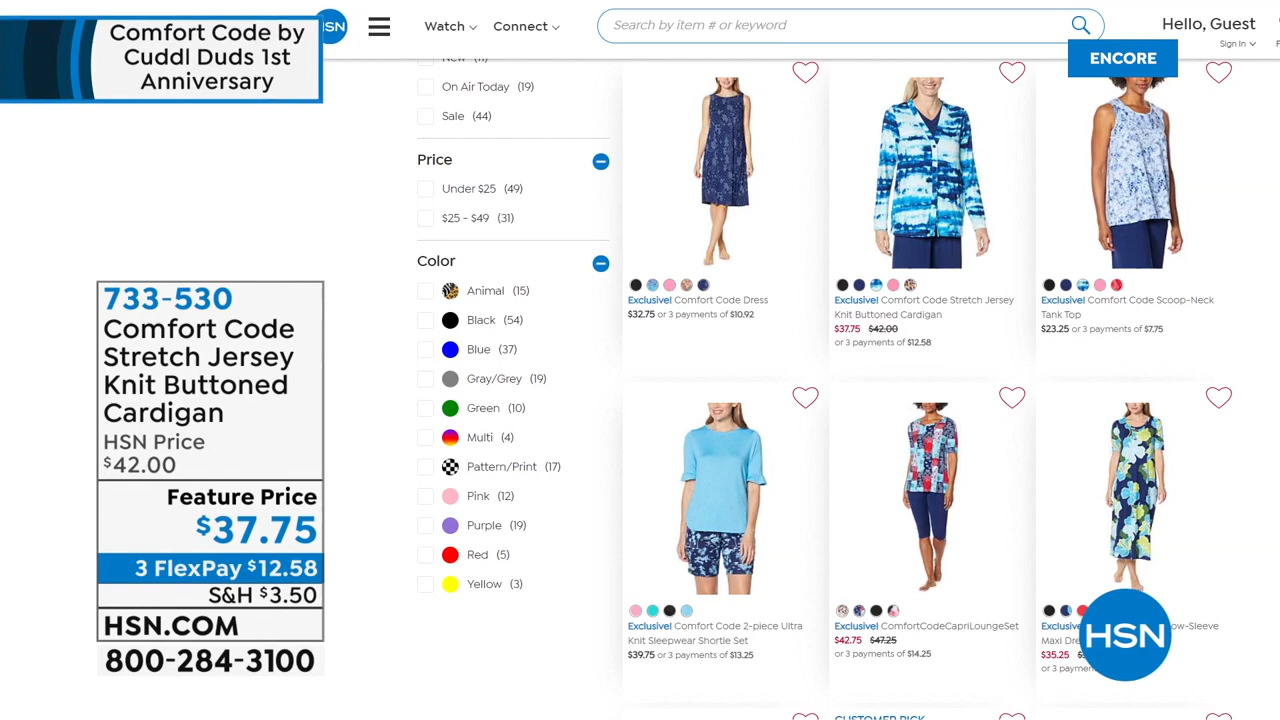 Comfort Code by
Cuddl Duds 1st
Anniversary
HSN
Watch
Connect
Search by item # or keyword
Hello, Guest
Sign In
ENCORE
New (11)
On Air Today (19)
Sale (44)
Price
Under $25 (49)
$25 - $49 (31)
Color
Animal (15)
Black (54)
Blue (37)
Gray/Grey (19)
Green (10)
Multi (4)
Pattern/Print (17)
Pink (12)
Purple (19)
Red (5)
Yellow (3)
Exclusive! Comfort Code Dress
$32.75 or 3 payments of $10.92
Exclusive! Comfort Code Stretch Jersey
Knit Buttoned Cardigan
$37.75 $42.00
or 3 payments of $12.58
Exclusive! Comfort Code Scoop-Neck
Tank Top
$23.25 or 3 payments of $7.75
Exclusive! Comfort Code 2-piece Ultra
Knit Sleepwear Shortie Set
$39.75 or 3 payments of $13.25
Exclusive! ComfortCodeCapriLoungeSet
$42.75 $47.25
or 3 payments of $14.25
Exclusive
Maxi
$35.25
or 3
HSN
CUSTOMER PICK
733-530
Comfort Code
Stretch Jersey
Knit Buttoned
Cardigan
HSN Price
$42.00
Feature Price
$37.75
3 FlexPay $12.58
S&H $3.50
HSN.COM
800-284-3100